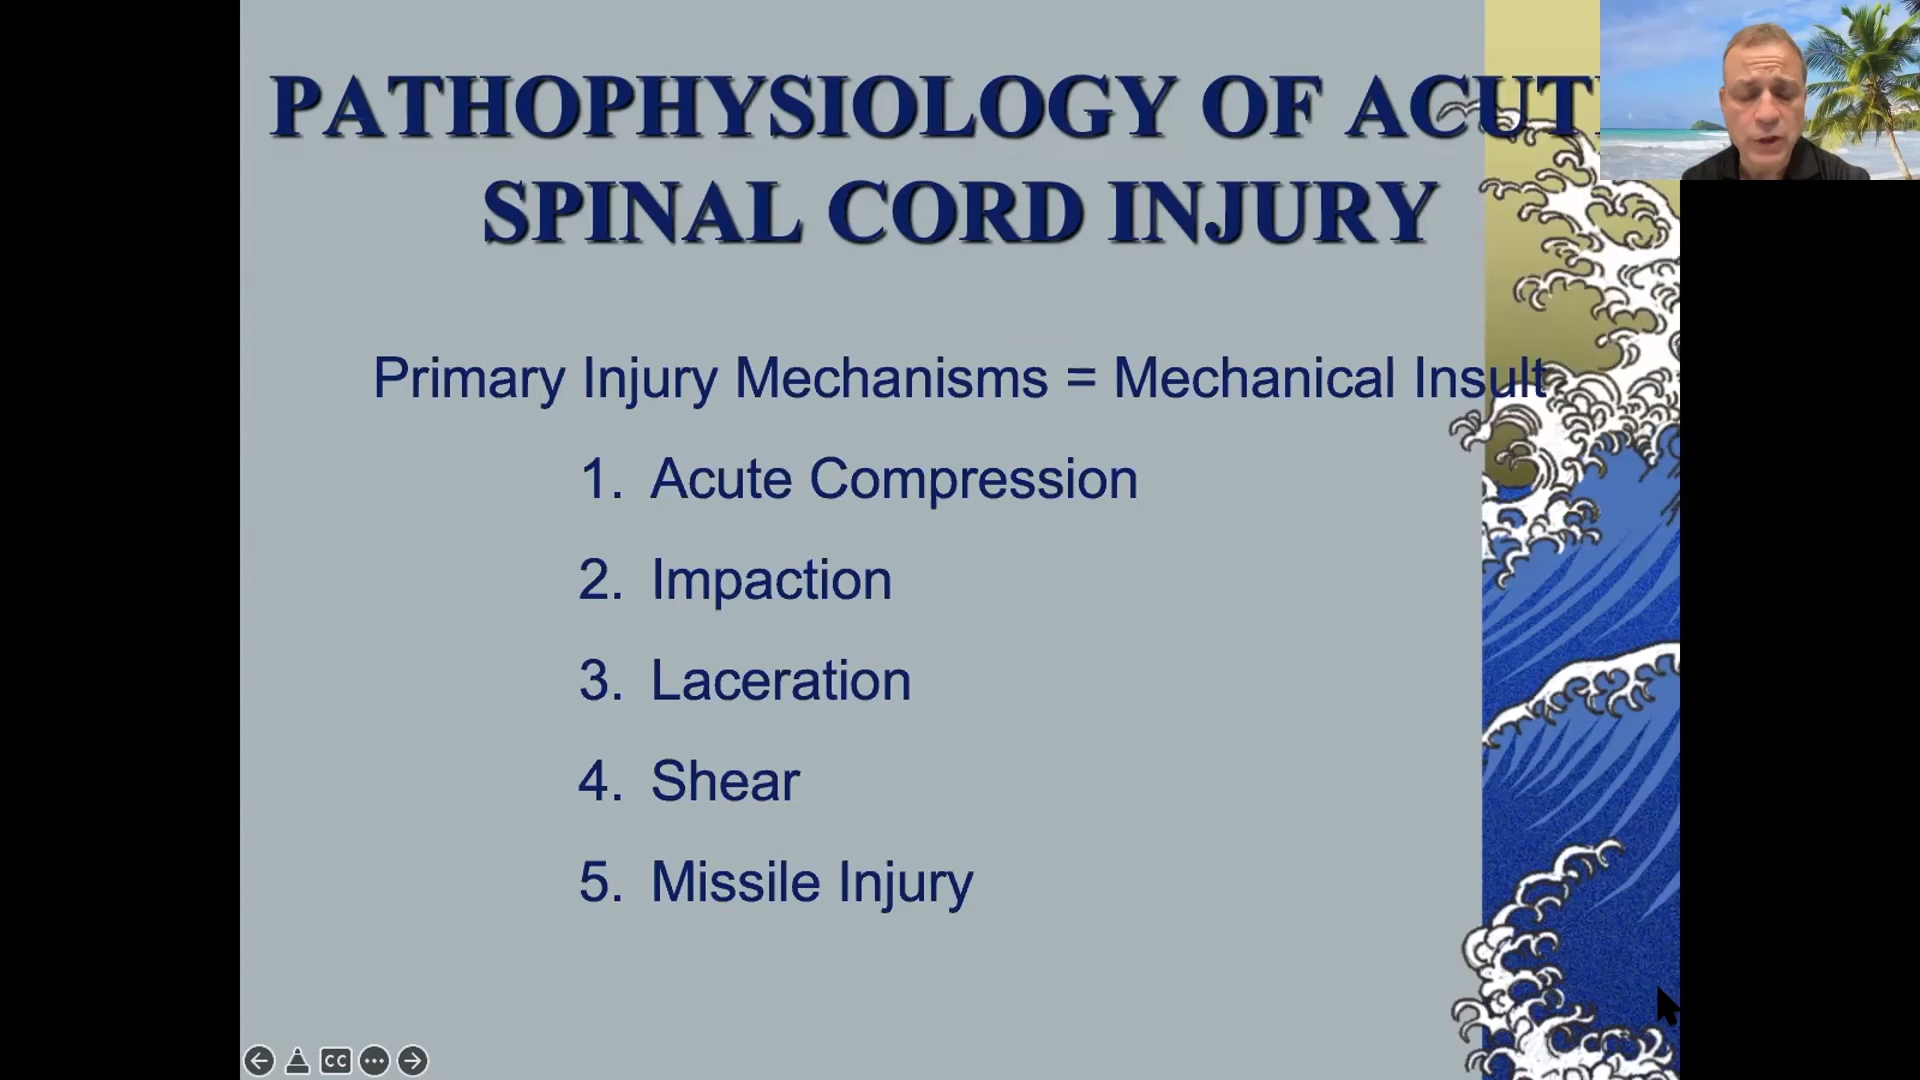 PATHOPHYSIOLOGY OF ACUT
SPINAL CORD INJURY
Primary Injury Mechanisms = Mechanical Insult
1. Acute Compression
2. Impaction
3. Laceration
4. Shear
5. Missile Injury
CC